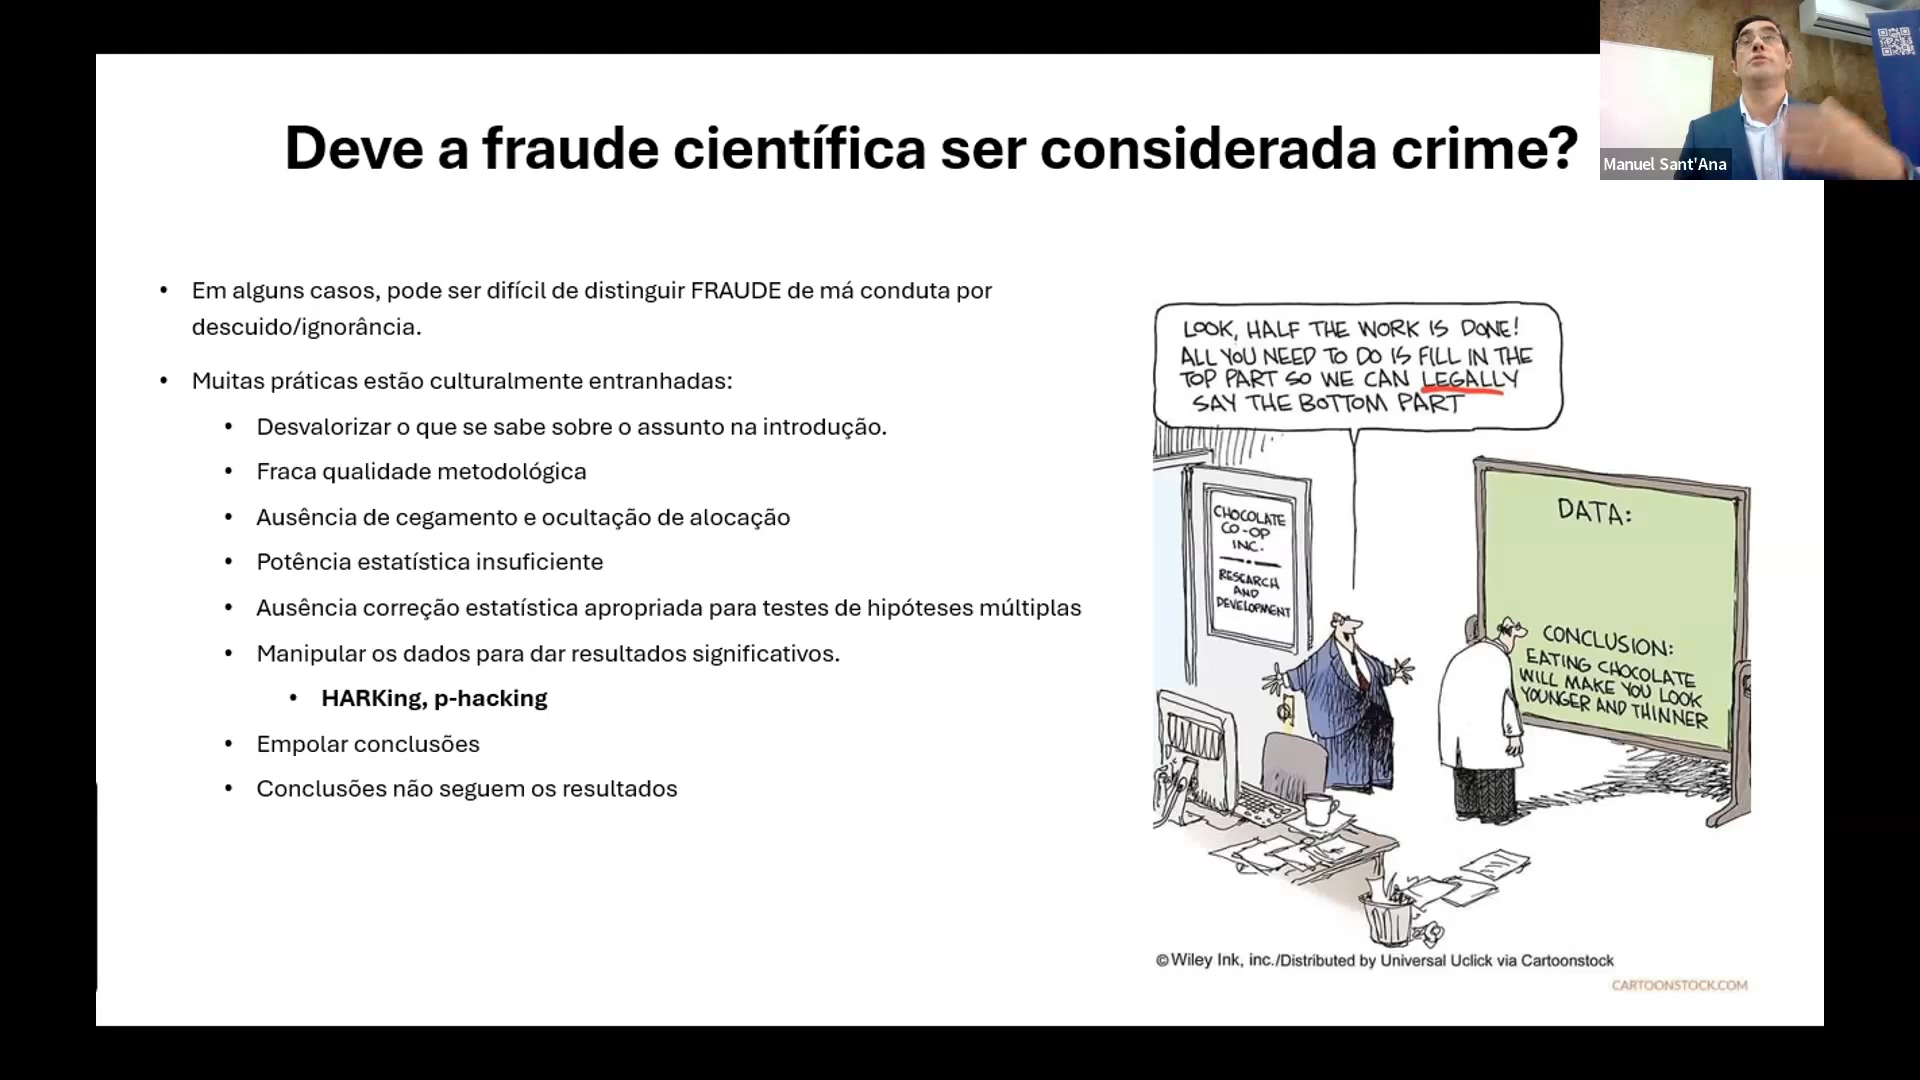 Deve a fraude científica ser considerada crime?
Manuel Sant'Ana
• Em alguns casos, pode ser difícil de distinguir FRAUDE de má conduta por
descuido/ignorância.
• Muitas práticas estão culturalmente entranhadas:
• Desvalorizar o que se sabe sobre o assunto na introdução.
• Fraca qualidade metodológica
• Ausência de cegamento e ocultação de alocação
• Potência estatística insuficiente
• Ausência correção estatística apropriada para testes de hipóteses múltiplas
• Manipular os dados para dar resultados significativos.
• HARKing, p-hacking
• Empolar conclusões
• Conclusões não seguem os resultados
LOOK, HALF THE WORK IS DONE!
ALL YOU NEED TO DO IS FILL IN THE
TOP PART SO WE CAN LEGALLY
SAY THE BOTTOM PART
CHOCOLATE
CO-OP
INC.
RESEARCH
AND
DEVELOPMENT
DATA:
CONCLUSION:
EATING CHOCOLATE
WILL MAKE YOU LOOK
YOUNGER AND THINNER
© Wiley Ink, inc./Distributed by Universal Uclick via Cartoonstock
CARTOONSTOCK.COM